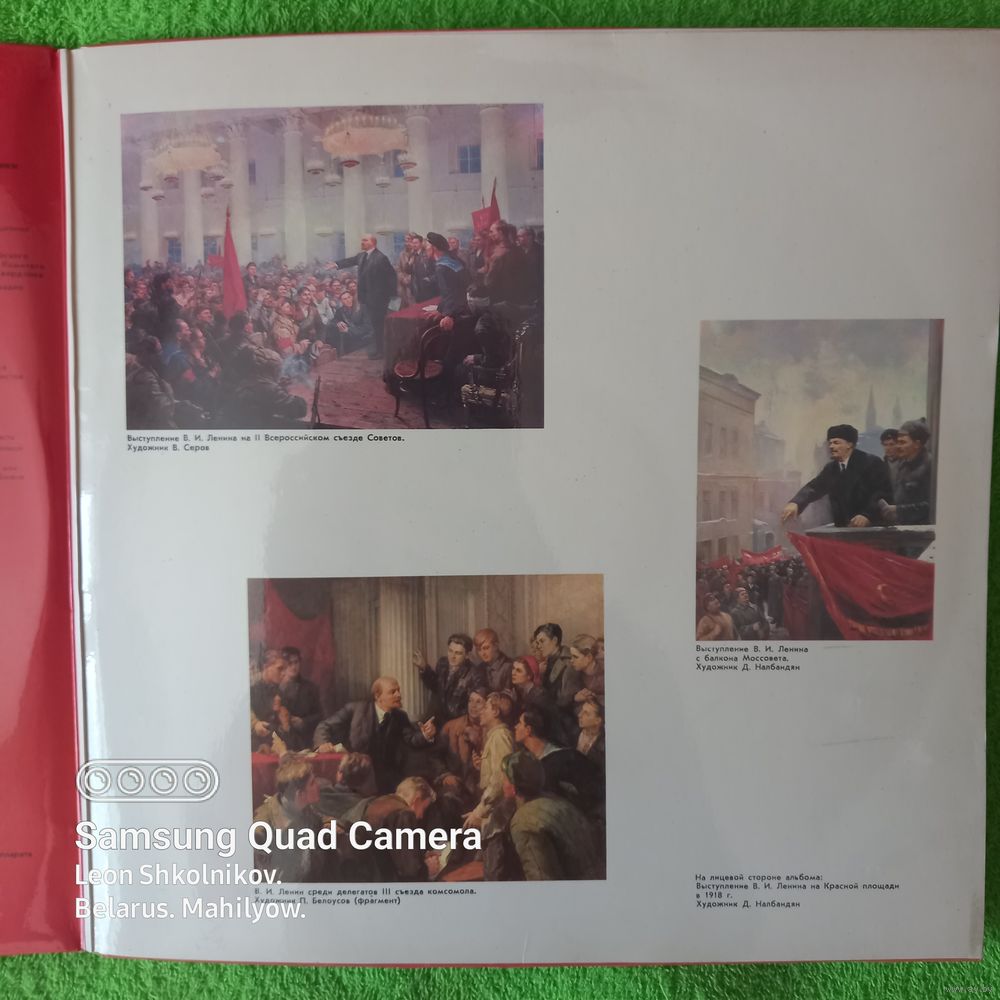 Выступление В. И. Ленина на II Всероссийском съезде Советов.
Художник В. Серов
Выступление В. И. Ленина
с балкона Моссовета.
Художник Д. Налбандян
Samsung Quad Camera
Leon Shkolnikov.
Belarus. Mahilyow.
В. И. Ленин среди делегатов III съезда комсомола.
Художник П. Белоусов (фрагмент)
На лицевой стороне альбома:
Выступление В. И. Ленина на Красной площади
в 1918 г.
Художник Д. Налбандян